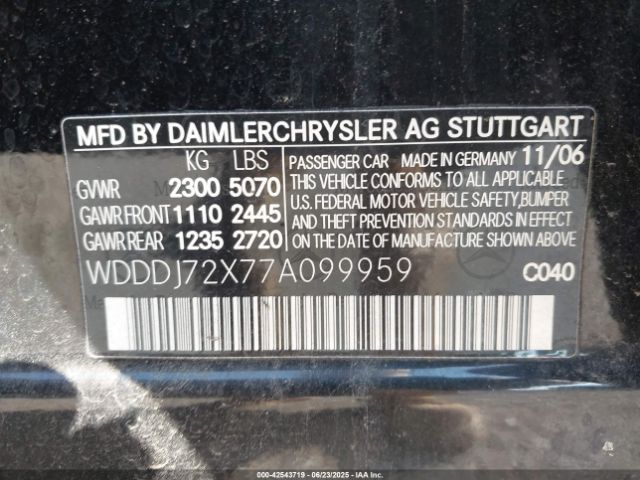 MFD BY DAIMLERCHRYSLER AG STUTTGART
KG LBS
GVWR 2300 5070
GAWR FRONT 1110 2445
GAWR REAR 1235 2720
PASSENGER CAR MADE IN GERMANY 11/06
THIS VEHICLE CONFORMS TO ALL APPLICABLE
U.S. FEDERAL MOTOR VEHICLE SAFETY,BUMPER
AND THEFT PREVENTION STANDARDS IN EFFECT
ON THE DATE OF MANUFACTURE SHOWN ABOVE
WDDDJ72X77A099959 C040
000-42543719 - 06/23/2025 - IAAI.COM